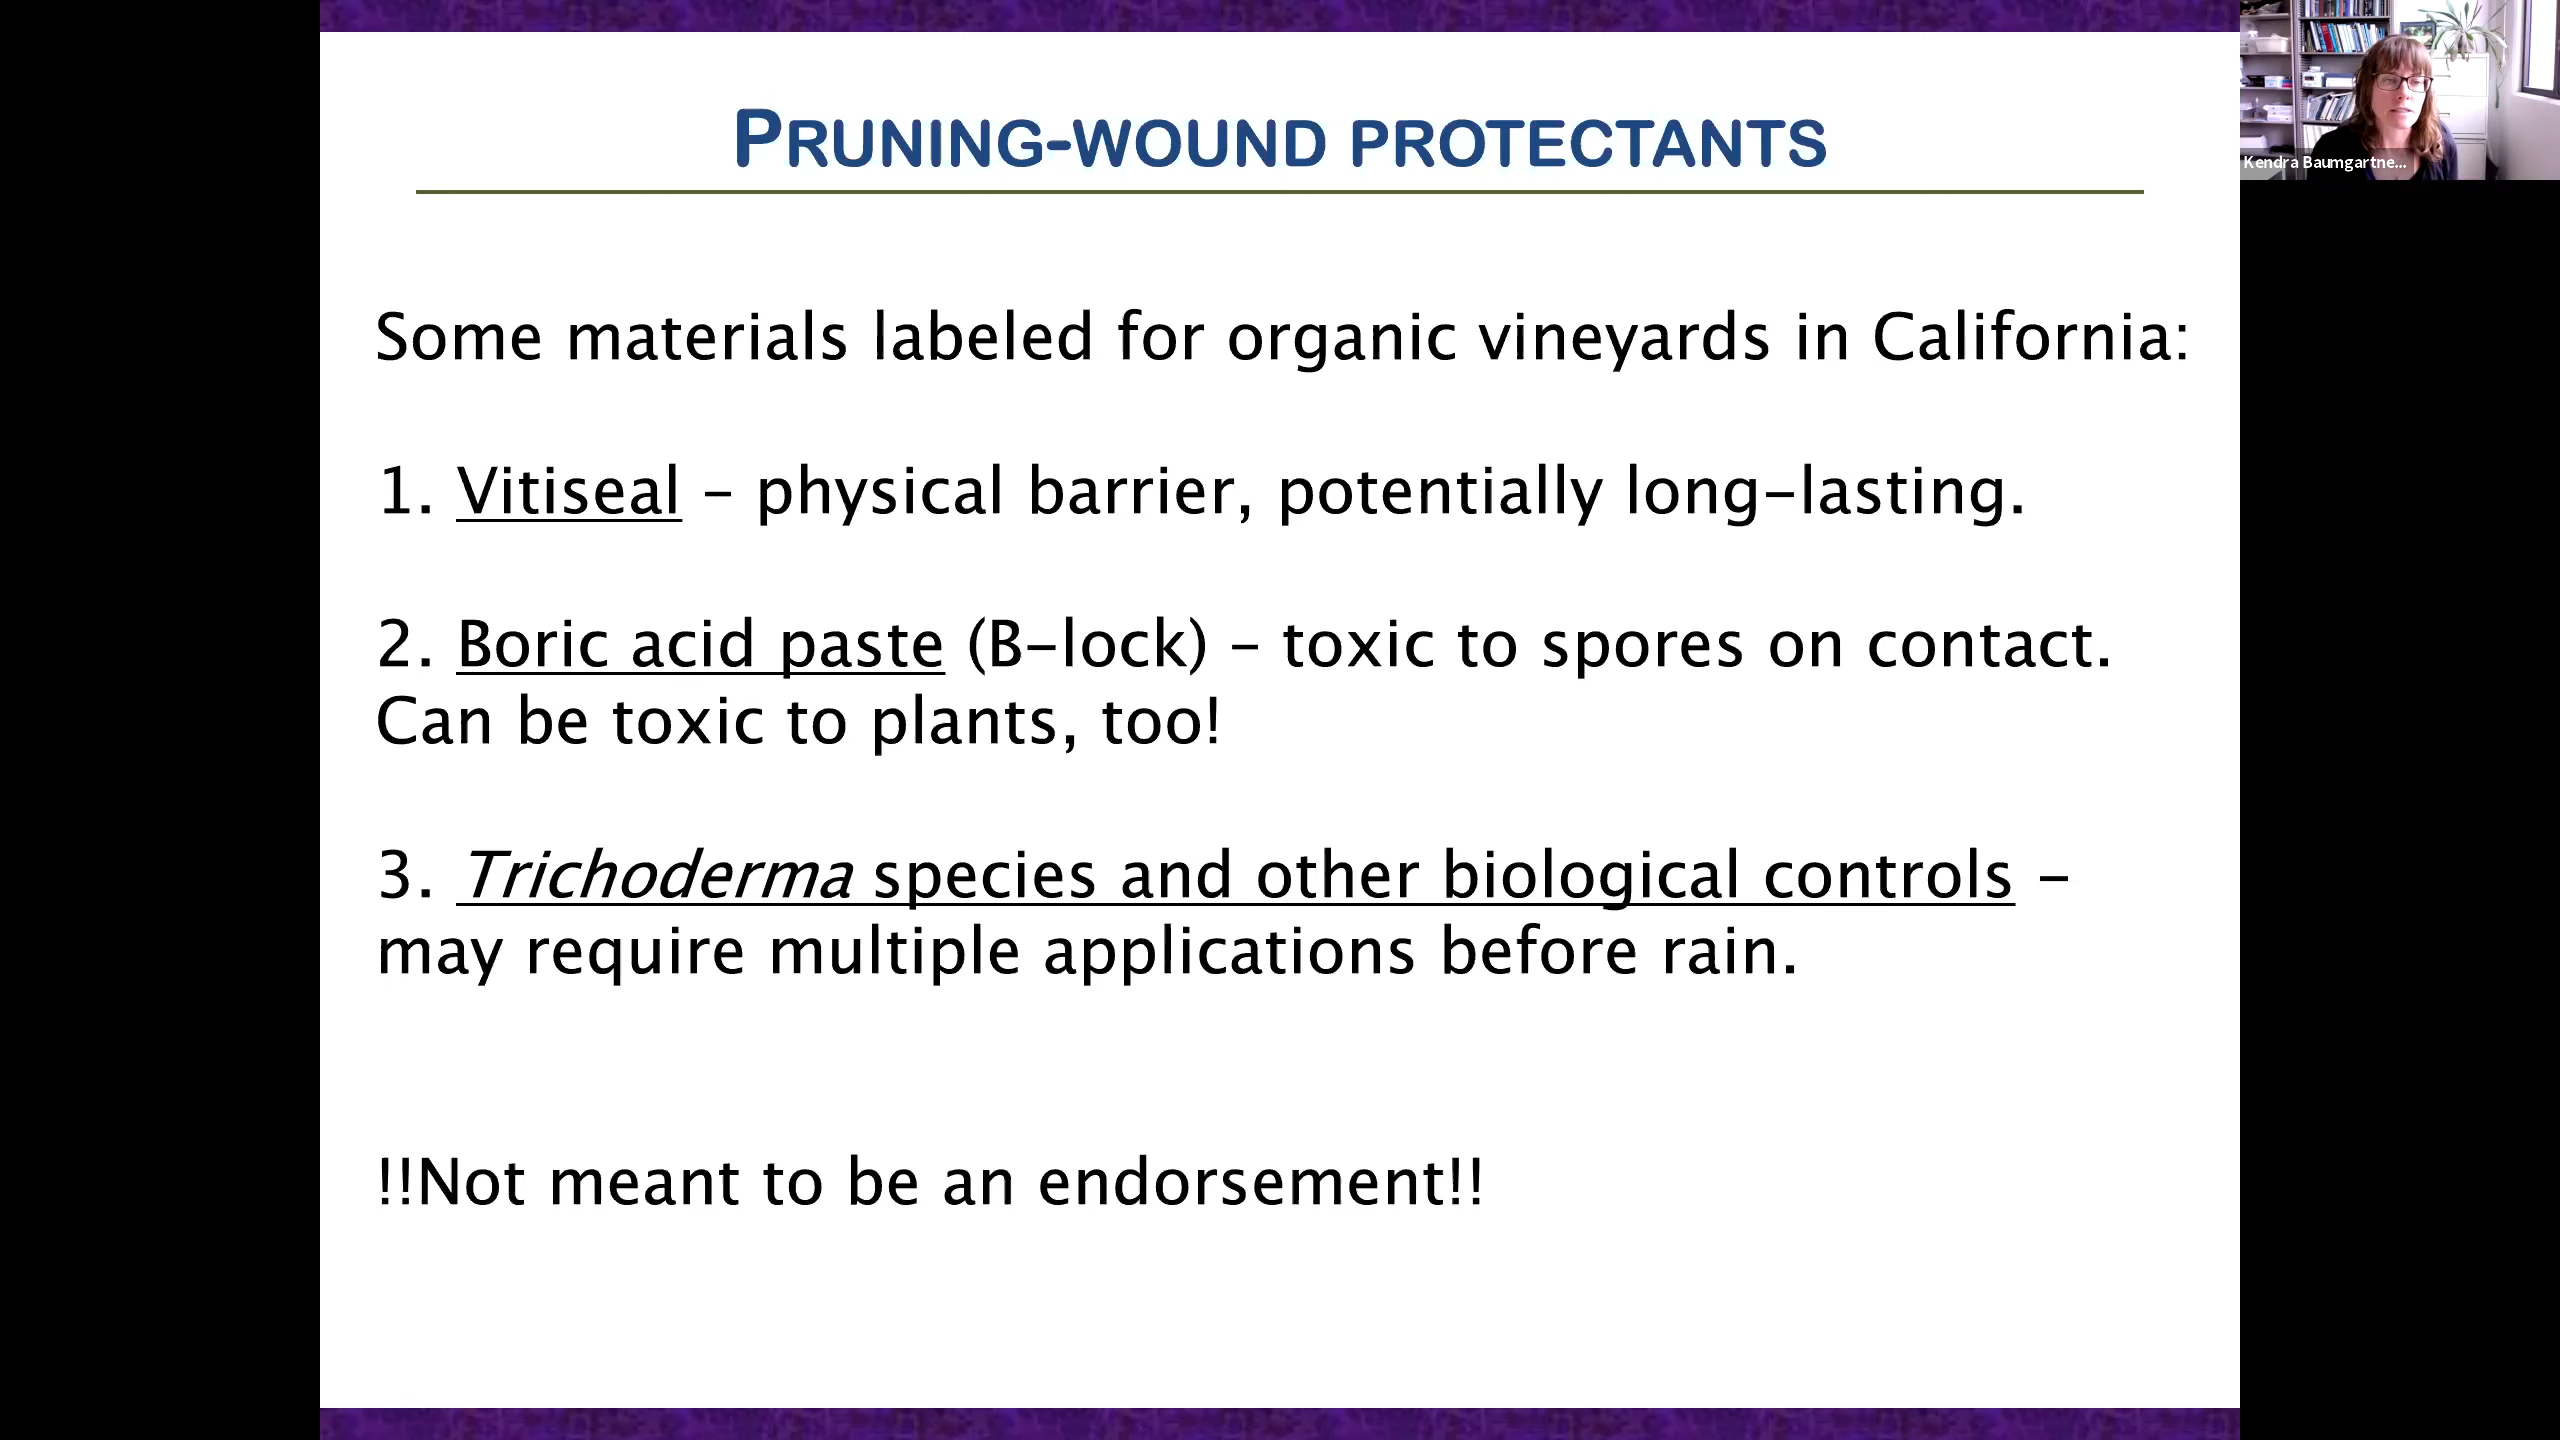 PRUNING-WOUND PROTECTANTS
Kendra Baumgartne...
Some materials labeled for organic vineyards in California:
1. Vitiseal – physical barrier, potentially long-lasting.
2. Boric acid paste (B-lock) – toxic to spores on contact.
Can be toxic to plants, too!
3. Trichoderma species and other biological controls –
may require multiple applications before rain.
!!Not meant to be an endorsement!!